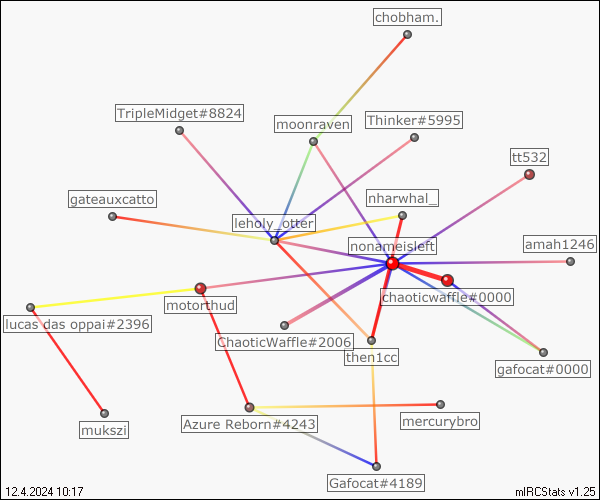 chobham.
TripleMidget#8824
moonraven
Thinker#5995
tt532
gateauxcatto
nharwhal_
leholy_otter
nonameisleft
amah1246
chaoticwaffle#0000
motorthud
lucas das oppai#2396
ChaoticWaffle#2006
then1cc
gafocat#0000
Azure Reborn#4243
mercurybro
mukszi
Gafocat#4189
12.4.2024 10:17
mIRCStats v1.25